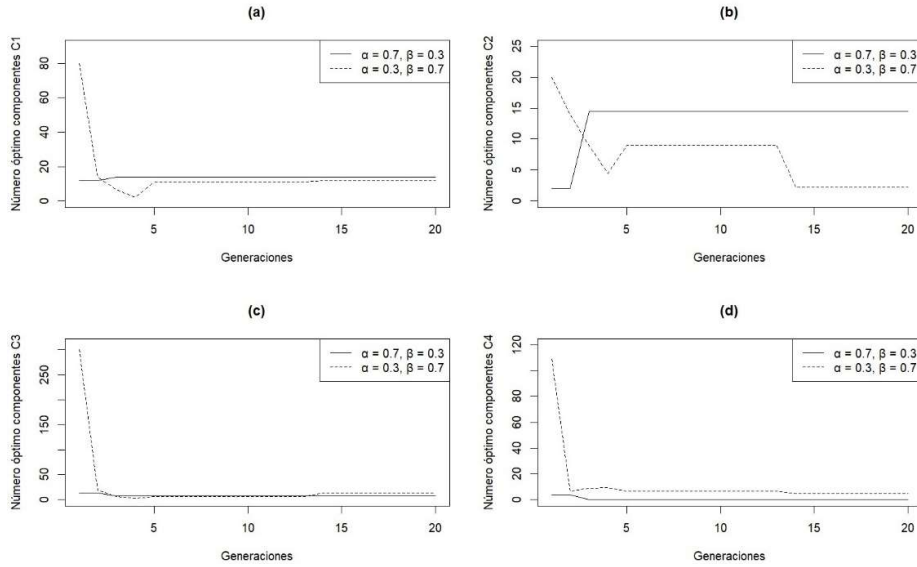 (a)
Número óptimo componentes C1
80
60
40
20
0
α = 0.7, β = 0.3
α = 0.3, β = 0.7
5
10
15
20
Generaciones
(b)
Número óptimo componentes C2
25
20
15
10
5
0
α = 0.7, β = 0.3
α = 0.3, β = 0.7
5
10
15
20
Generaciones
(c)
Número óptimo componentes C3
250
150
50
0
α = 0.7, β = 0.3
α = 0.3, β = 0.7
5
10
15
20
Generaciones
(d)
Número óptimo componentes C4
120
80
60
40
20
0
α = 0.7, β = 0.3
α = 0.3, β = 0.7
5
10
15
20
Generaciones